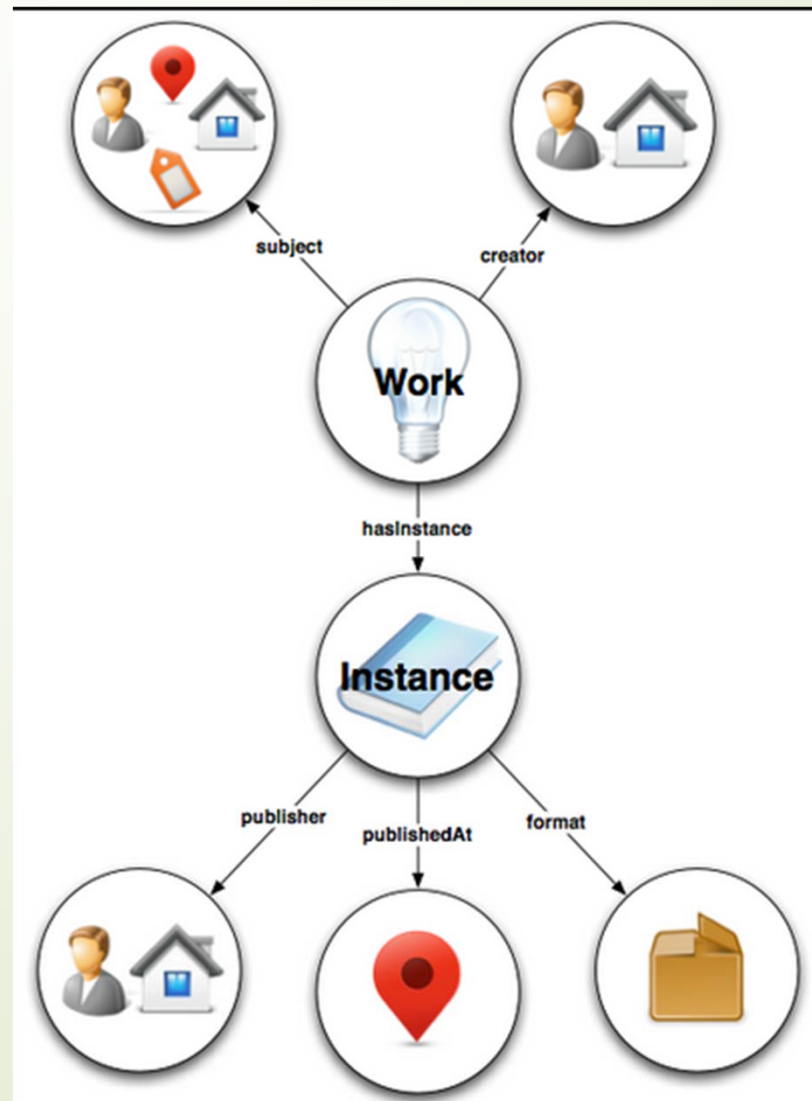 subject
creator
Work
hasInstance
Instance
publisher
publishedAt
format